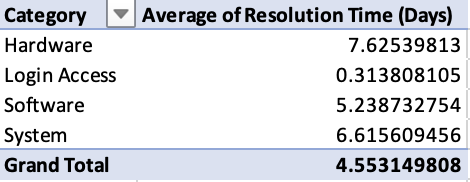 Category Average of Resolution Time (Days)
Hardware 7.62539813
Login Access 0.313808105
Software 5.238732754
System 6.615609456
Grand Total 4.553149808